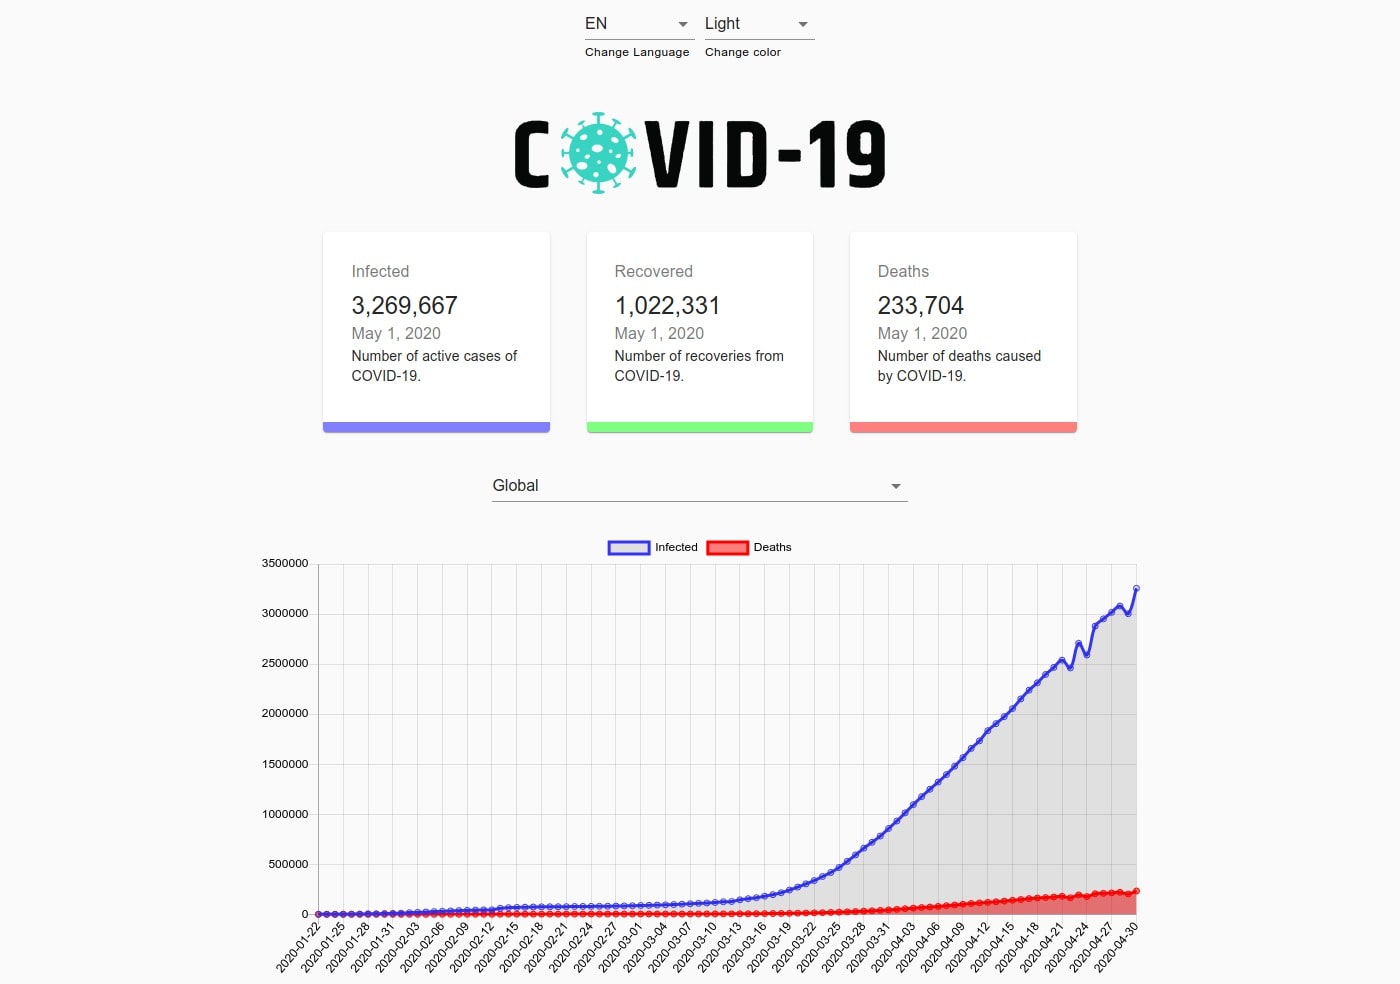 EN Light
Change Language Change color
COVID-19
Infected
3,269,667
May 1, 2020
Number of active cases of
COVID-19.
Recovered
1,022,331
May 1, 2020
Number of recoveries from
COVID-19.
Deaths
233,704
May 1, 2020
Number of deaths caused
by COVID-19.
Global
Infected Deaths
3500000
3000000
2500000
2000000
1500000
1000000
500000
0
2020-01-22
2020-01-25
2020-01-28
2020-01-31
2020-02-03
2020-02-06
2020-02-09
2020-02-12
2020-02-15
2020-02-18
2020-02-21
2020-02-24
2020-02-27
2020-03-01
2020-03-04
2020-03-07
2020-03-10
2020-03-13
2020-03-16
2020-03-19
2020-03-22
2020-03-25
2020-03-28
2020-03-31
2020-04-03
2020-04-06
2020-04-09
2020-04-12
2020-04-15
2020-04-18
2020-04-21
2020-04-24
2020-04-27
2020-04-30